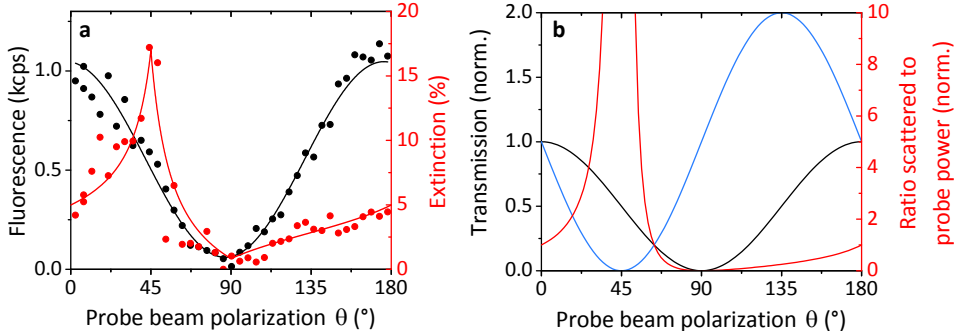 a
Fluorescence (kcps)
1.0
0.5
0.0
0 45 90 135 180
Probe beam polarization θ (°)
20
15
10
5
0
Extinction (%)
b
Transmission (norm.)
2.0
1.5
1.0
0.5
0.0
0 45 90 135 180
Probe beam polarization θ (°)
10
8
6
4
2
0
Ratio scattered to
probe power (norm.)